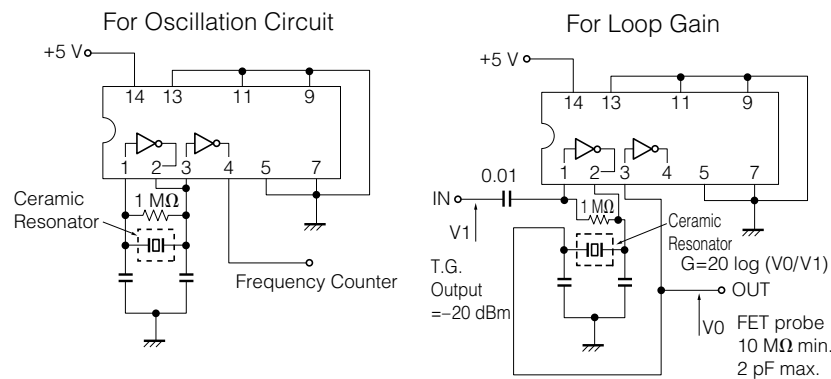 For Oscillation Circuit
+5 V
14 13 11 9
1 2 3 4 5 7
Ceramic
Resonator
1 MΩ
Frequency Counter
For Loop Gain
+5 V
14 13 11 9
1 2 3 4 5 7
0.01
IN
V1
1 MΩ
Ceramic
Resonator
T.G.
Output
=−20 dBm
G=20 log (V0/V1)
OUT
V0
FET probe
10 MΩ min.
2 pF max.